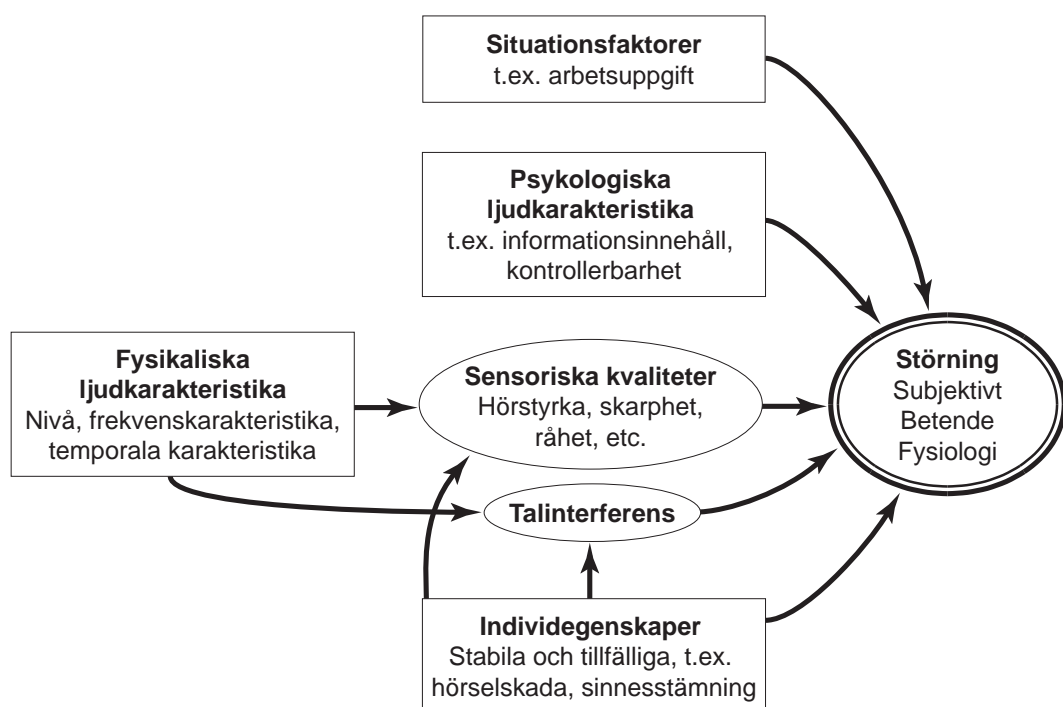 Situationsfaktorer
t.ex. arbetsuppgift
Psykologiska
ljudkarakteristika
t.ex. informationsinnehåll,
kontrollerbarhet
Fysikaliska
ljudkarakteristika
Nivå, frekvenskarakteristika,
temporala karakteristika
Sensoriska kvaliteter
Hörstyrka, skarphet,
råhet, etc.
Störning
Subjektivt
Betende
Fysiologi
Talinterferens
Individegenskaper
Stabila och tillfälliga, t.ex.
hörselskada, sinnesstämning